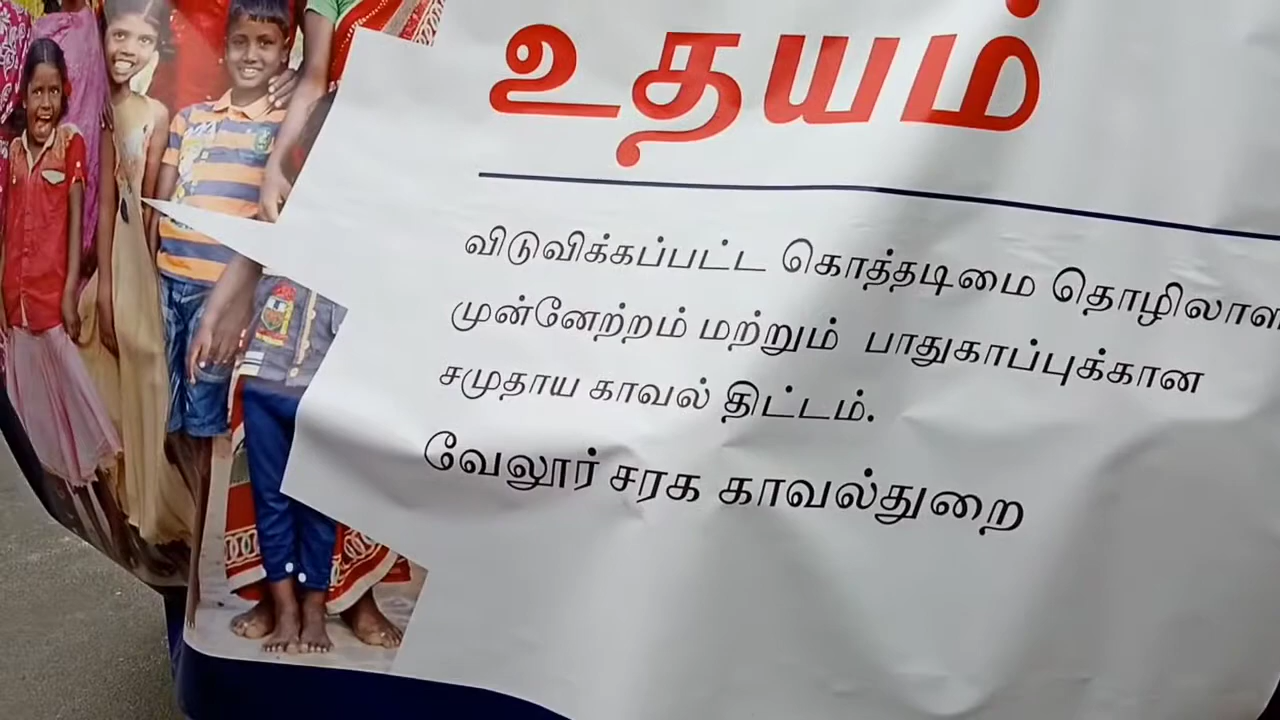 உதயம்
விடுவிக்கப்பட்ட கொத்தடிமை
முன்னேற்றம் மற்றும் பாதுகாப்புக்கான
சமுதாய காவல் திட்டம்.
வேலூர் சரக காவல்துறை